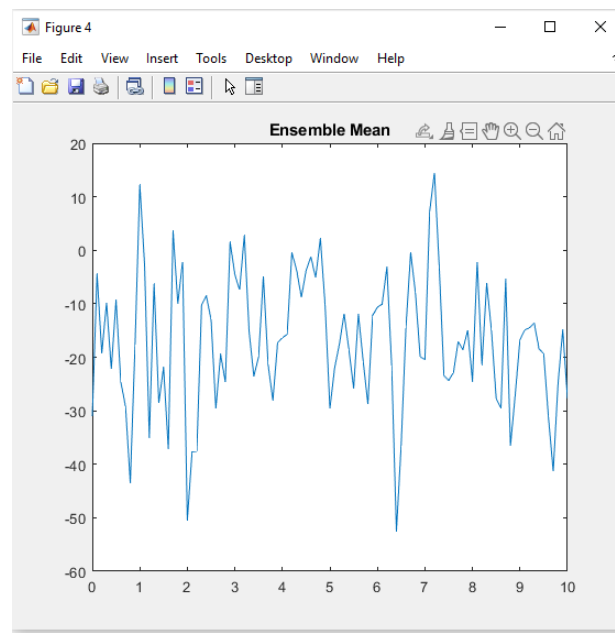 Figure 4
File Edit View Insert Tools Desktop Window Help
Ensemble Mean
20
10
0
-10
-20
-30
-40
-50
-60
0 1 2 3 4 5 6 7 8 9 10